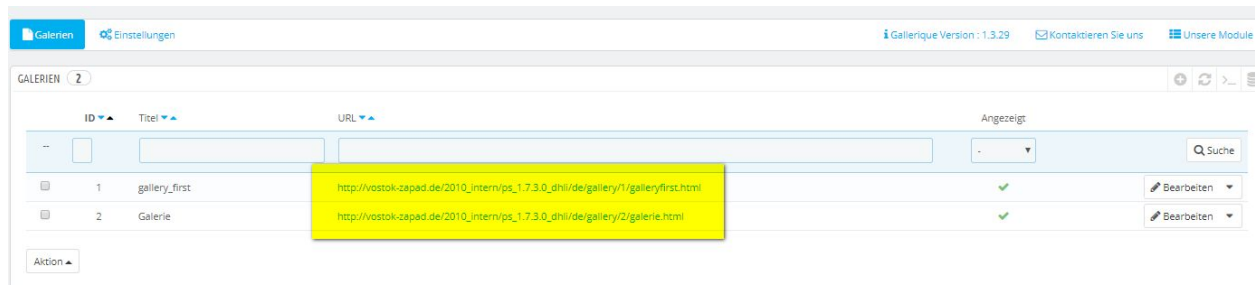 Galerien Einstellungen Gallerique Version : 1.3.29 Kontaktieren Sie uns Unsere Module
GALERIEN 2
ID Titel URL Angezeigt
-- - Suche
1 gallery_first http://vostok-zapad.de/2010_intern/ps_1.7.3.0_dhli/de/gallery/1/galleryfirst.html Bearbeiten
2 Galerie http://vostok-zapad.de/2010_intern/ps_1.7.3.0_dhli/de/gallery/2/galerie.html Bearbeiten
Aktion